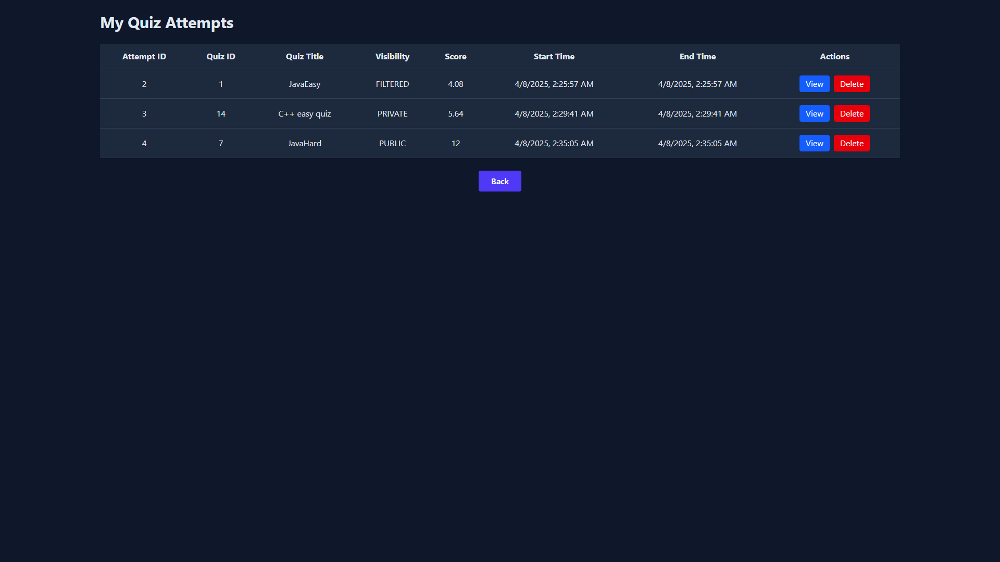 My Quiz Attempts
Attempt ID Quiz ID Quiz Title Visibility Score Start Time End Time Actions
2 1 JavaEasy FILTERED 4.08 4/8/2025, 2:25:57 AM 4/8/2025, 2:25:57 AM View Delete
3 14 C++ easy quiz PRIVATE 5.64 4/8/2025, 2:29:41 AM 4/8/2025, 2:29:41 AM View Delete
4 7 JavaHard PUBLIC 12 4/8/2025, 2:35:05 AM 4/8/2025, 2:35:05 AM View Delete
Back